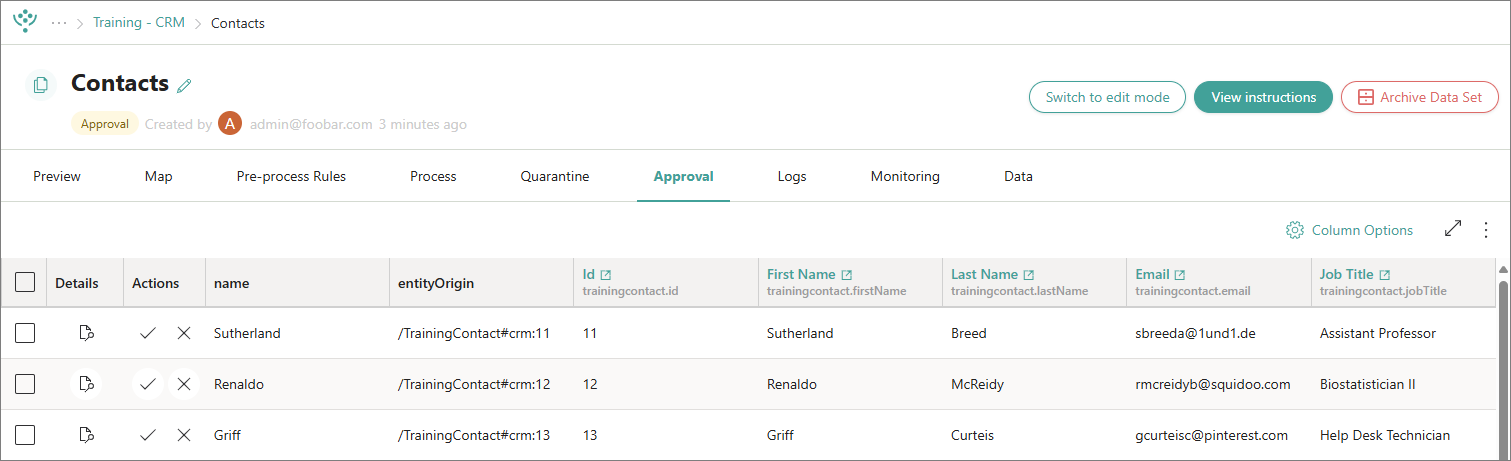 ··· > Training - CRM > Contacts
Contacts
Switch to edit mode View instructions Archive Data Set
Approval Created by A admin@foobar.com 3 minutes ago
Preview Map Pre-process Rules Process Quarantine Approval Logs Monitoring Data
Column Options
Details Actions name entityOrigin Id First Name Last Name Email Job Title
trainingcontact.id trainingcontact.firstName trainingcontact.lastName trainingcontact.email trainingcontact.jobTitle
Sutherland /TrainingContact#crm:11 11 Sutherland Breed sbreeda@1und1.de Assistant Professor
Renaldo /TrainingContact#crm:12 12 Renaldo McReidy rmcreidyb@squidoo.com Biostatistician II
Griff /TrainingContact#crm:13 13 Griff Curteis gcurteisc@pinterest.com Help Desk Technician